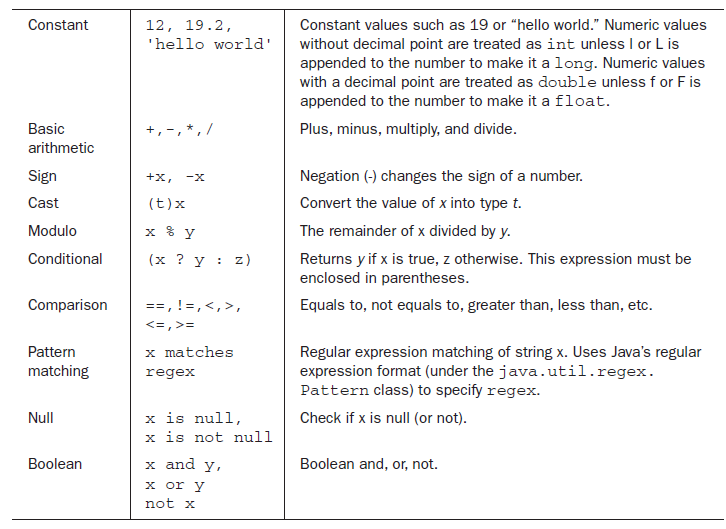 Constant 12, 19.2, Constant values such as 19 or “hello world.” Numeric values
'hello world' without decimal point are treated as int unless l or L is
appended to the number to make it a long. Numeric values
with a decimal point are treated as double unless f or F is
appended to the number to make it a float.
Basic +,-,*,/ Plus, minus, multiply, and divide.
arithmetic
Sign +x, -x Negation (-) changes the sign of a number.
Cast (t)x Convert the value of x into type t.
Modulo x % y The remainder of x divided by y.
Conditional (x ? y : z) Returns y if x is true, z otherwise. This expression must be
enclosed in parentheses.
Comparison ==,!=,<,>, Equals to, not equals to, greater than, less than, etc.
<=,>=
Pattern x matches Regular expression matching of string x. Uses Java’s regular
matching regex expression format (under the java.util.regex.
Pattern class) to specify regex.
Null x is null, Check if x is null (or not).
x is not null
Boolean x and y, Boolean and, or, not.
x or y
not x